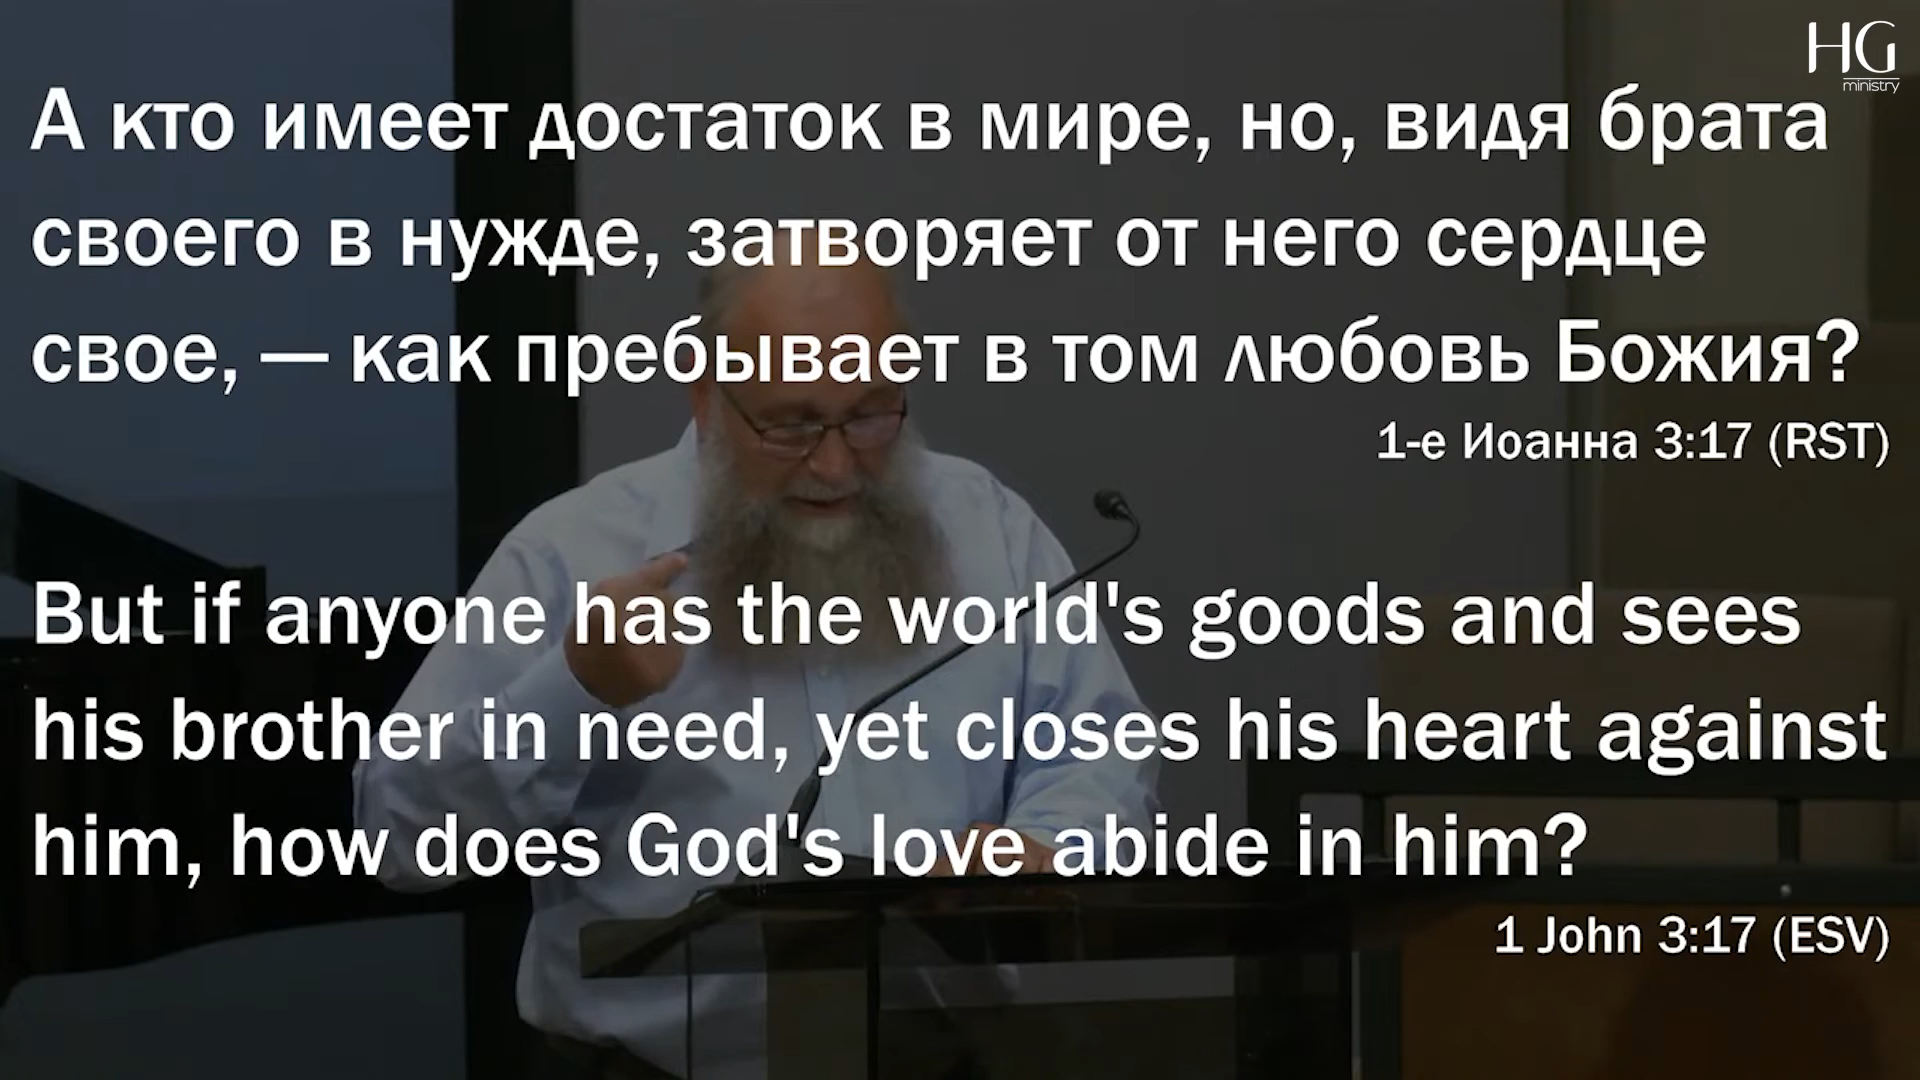 HG
ministry
А кто имеет достаток в мире, но, видя брата
своего в нужде, затворяет от него сердце
свое, — как пребывает в том любовь Божия?
1-е Иоанна 3:17 (RST)
But if anyone has the world's goods and sees
his brother in need, yet closes his heart against
him, how does God's love abide in him?
1 John 3:17 (ESV)